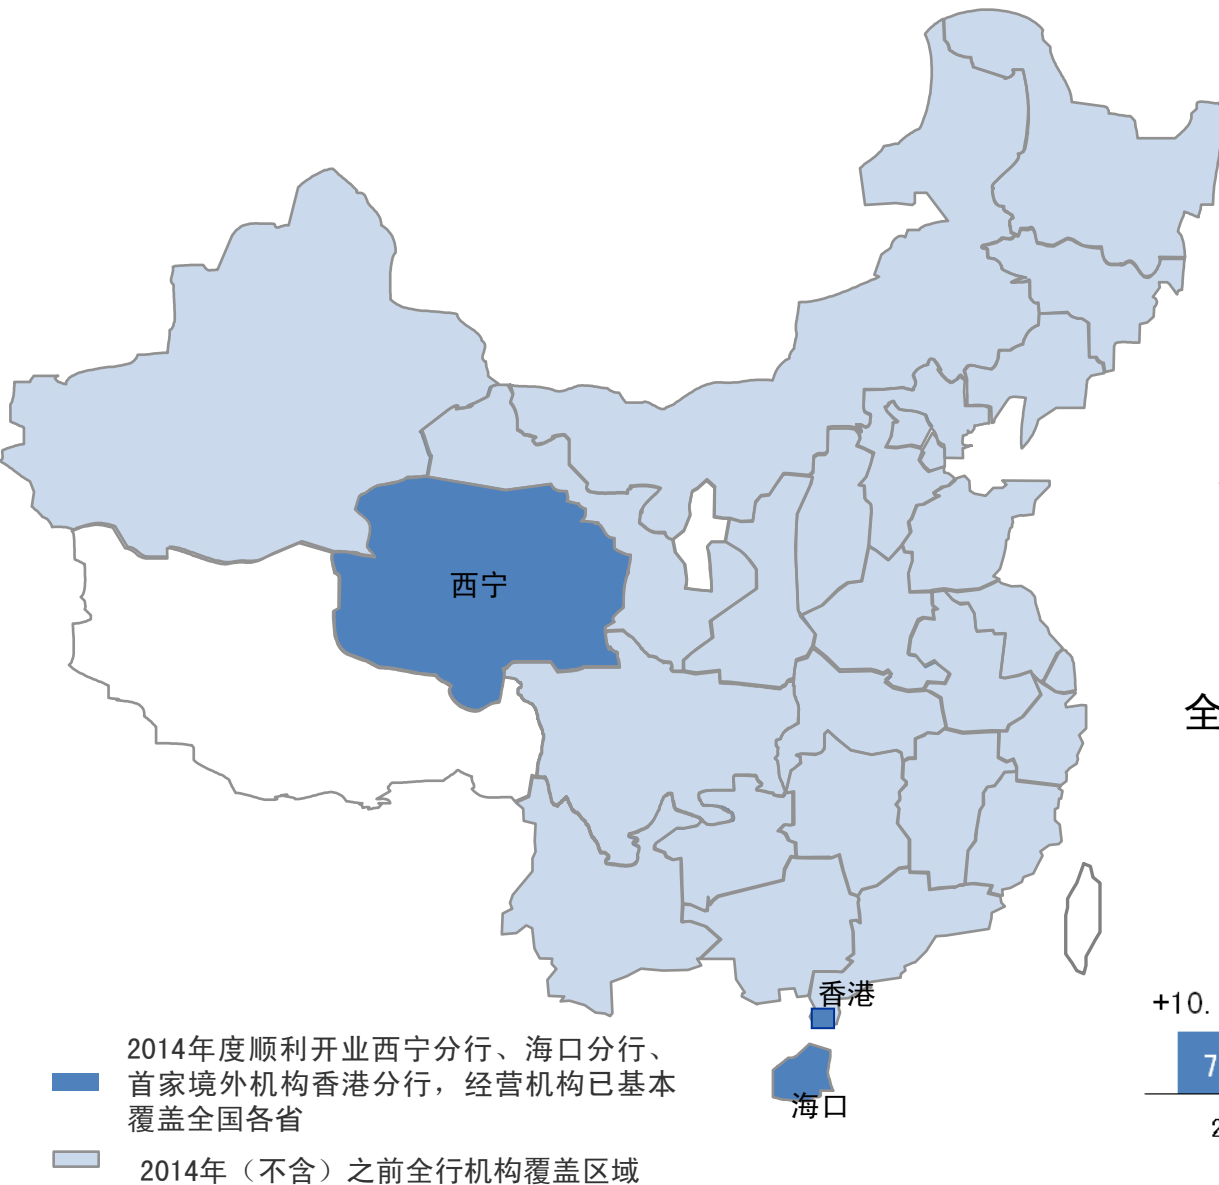 西宁
全
香港
+10.
7
海口
2014年度顺利开业西宁分行、海口分行、
首家境外机构香港分行，经营机构已基本
覆盖全国各省
2014年（不含）之前全行机构覆盖区域